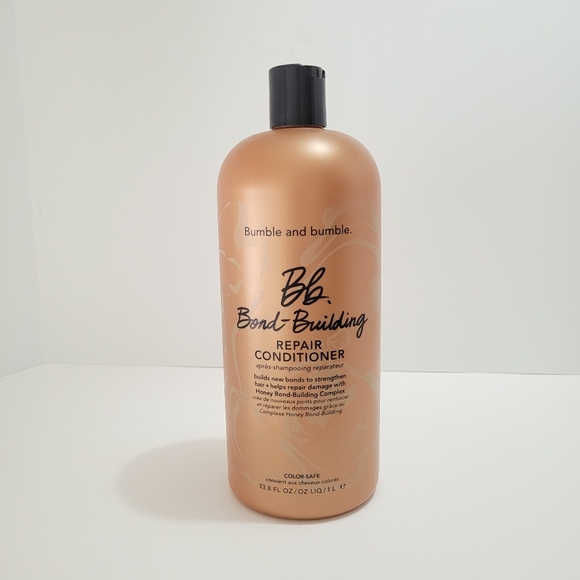 Bumble and bumble.
Bb.
Bond-Building
REPAIR
CONDITIONER
après-shampooing réparateur
builds new bonds to strengthen
hair + helps repair damage with
Honey Bond-Building Complex
crée de nouveaux ponts pour renforcer
et réparer les dommages grâce au
Complexe Honey Bond-Building
COLOR-SAFE
convient aux cheveux colorés
33.8 FL OZ/OZ LIQ/1 L ℮